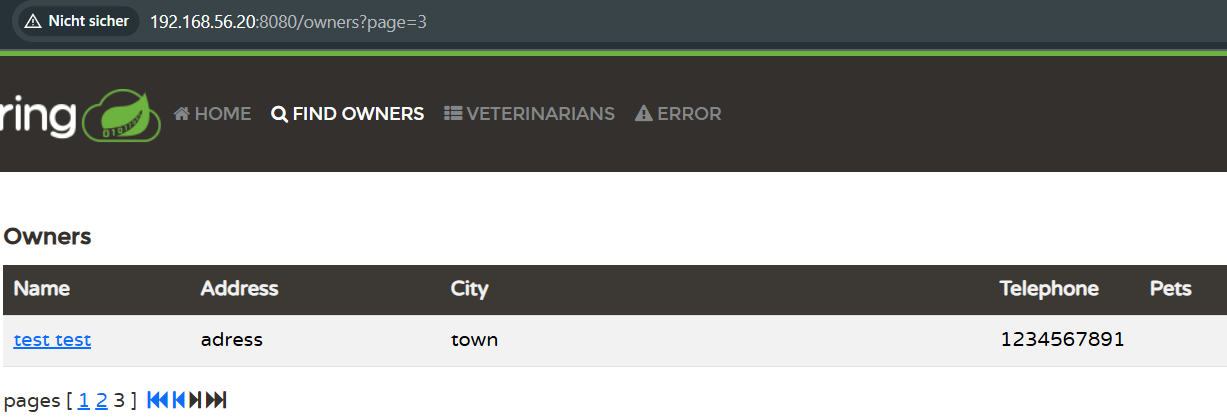 Nicht sicher 192.168.56.20:8080/owners?page=3
ring HOME FIND OWNERS VETERINARIANS ERROR
Owners
Name Address City Telephone Pets
test test adress town 1234567891
pages [ 1 2 3 ]